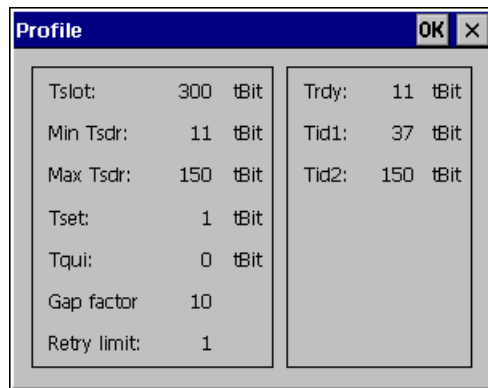 Profile OK ×
Tslot: 300 tBit
Min Tsdr: 11 tBit
Max Tsdr: 150 tBit
Tset: 1 tBit
Tqui: 0 tBit
Gap factor 10
Retry limit: 1
Trdy: 11 tBit
Tid1: 37 tBit
Tid2: 150 tBit